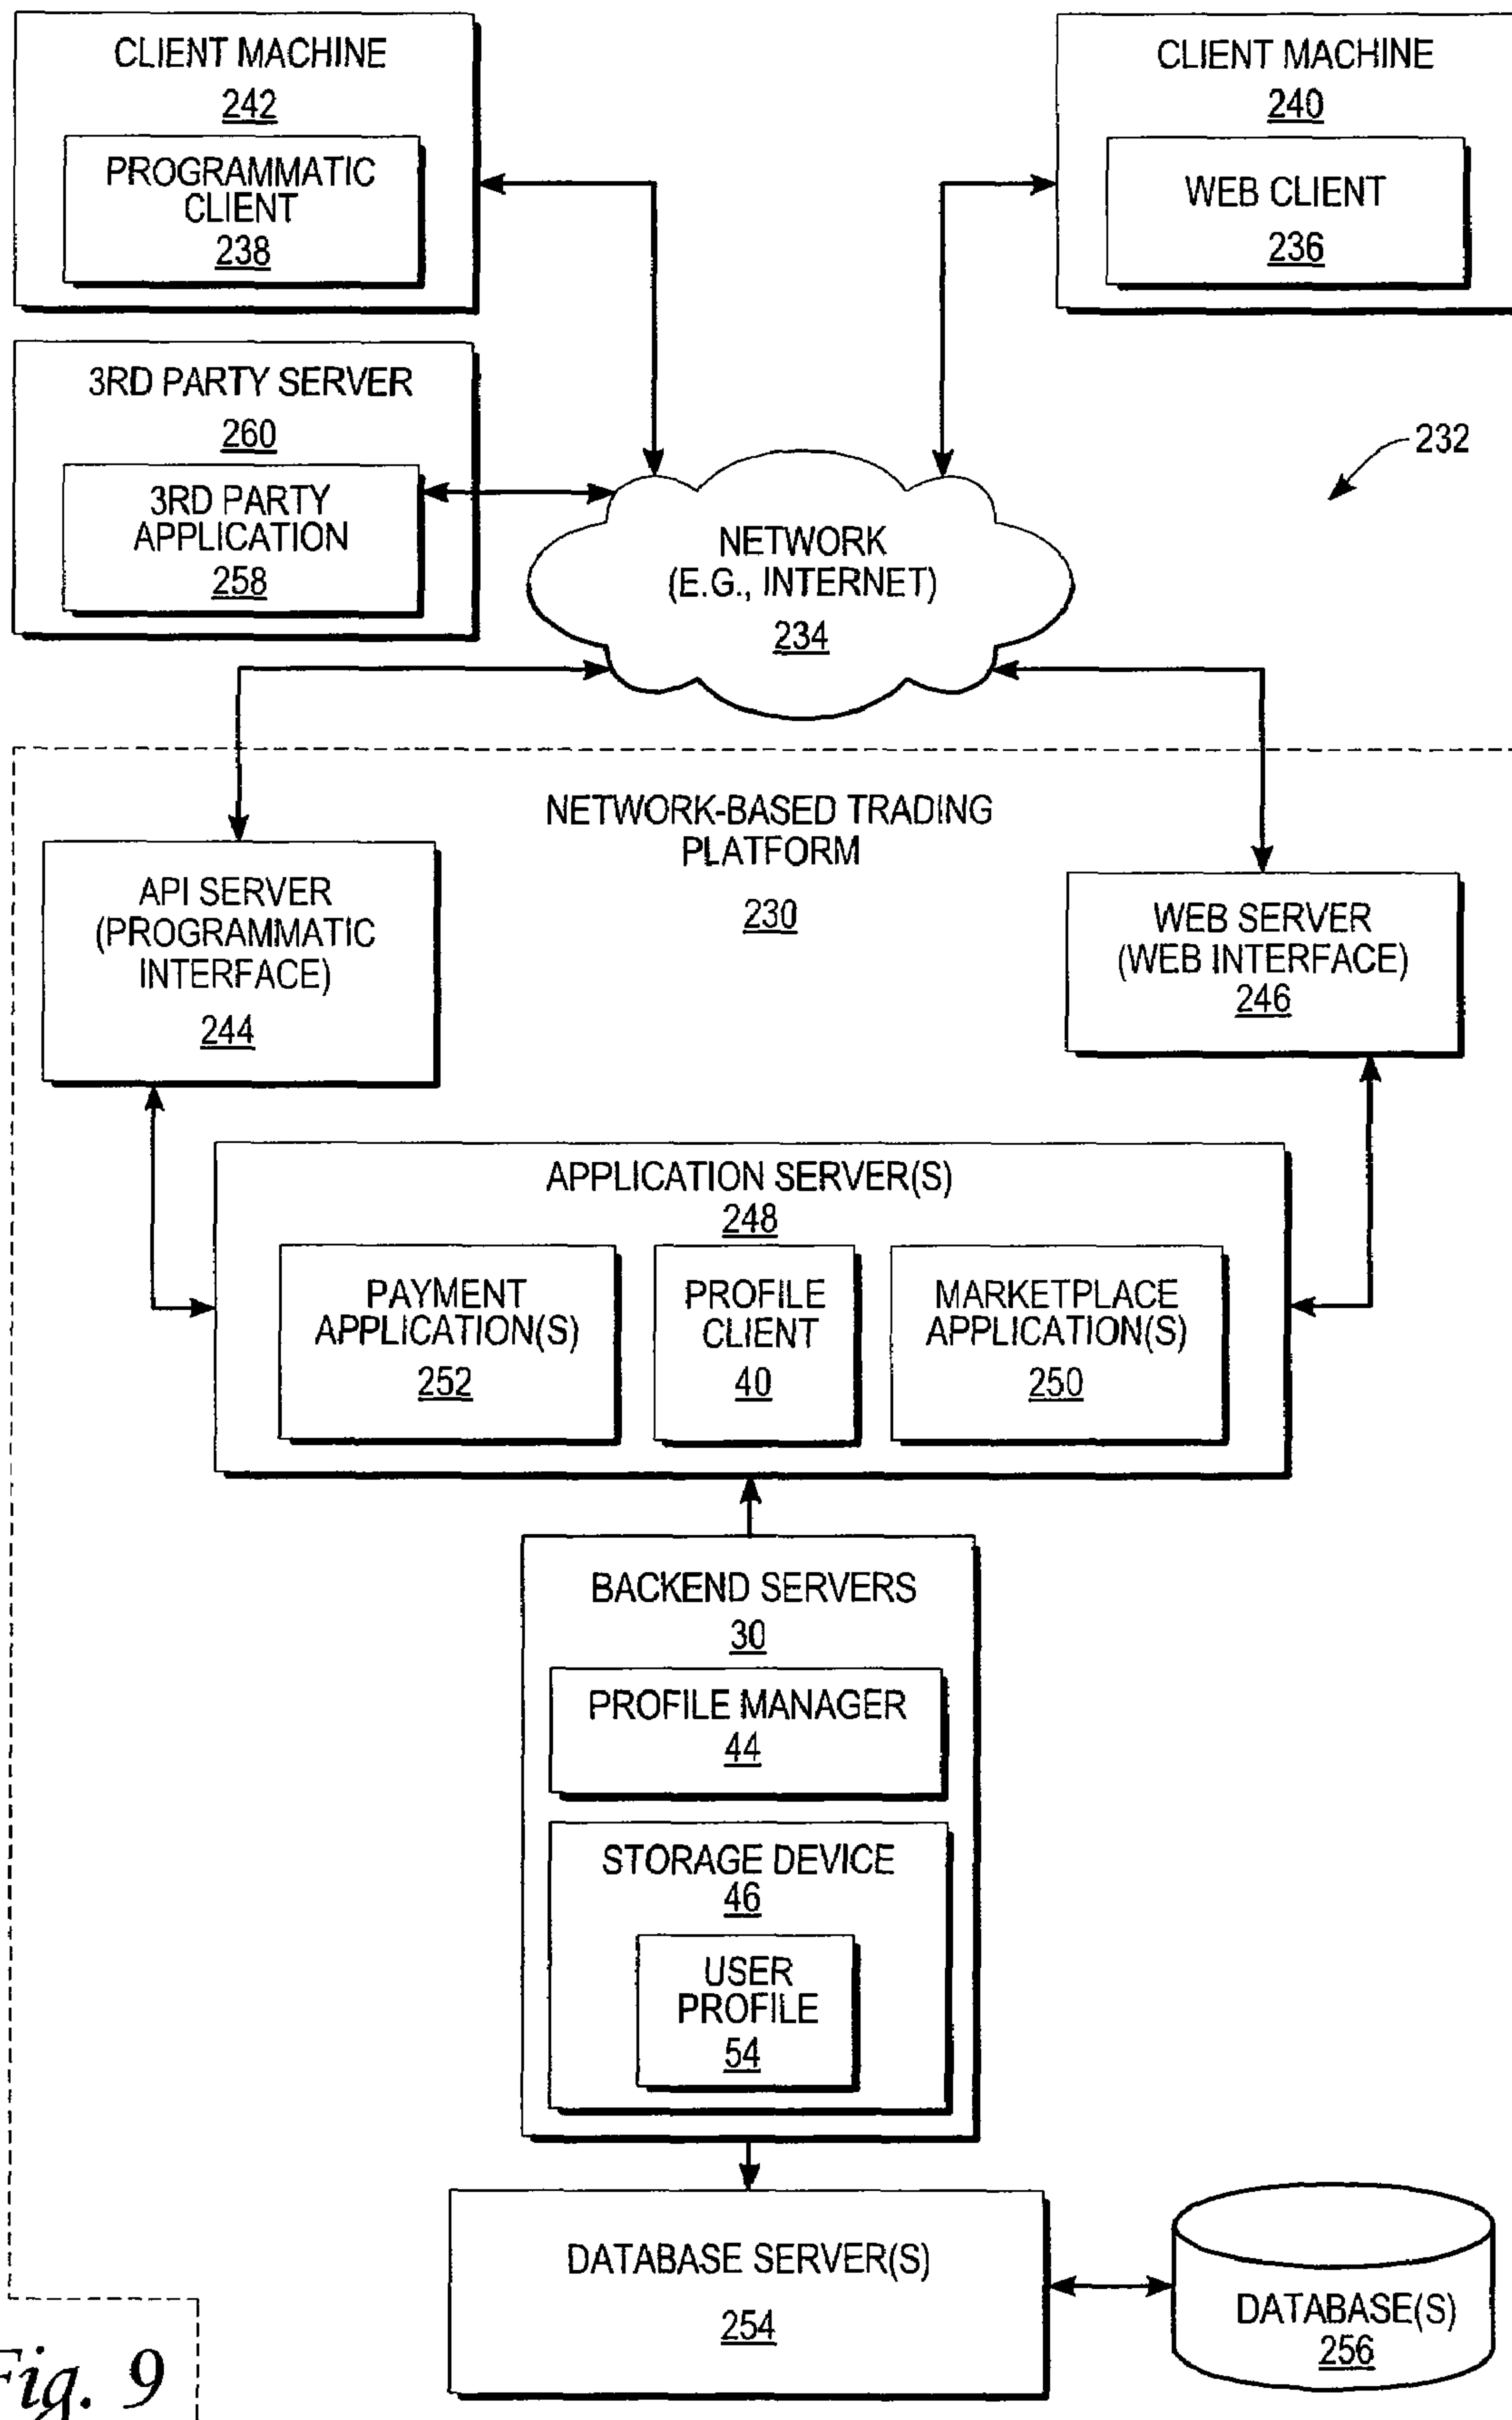 CLIENT MACHINE
242
PROGRAMMATIC
CLIENT
238
CLIENT MACHINE
240
WEB CLIENT
236
3RD PARTY SERVER
260
3RD PARTY
APPLICATION
258
232
NETWORK
(E.G., INTERNET)
234
NETWORK-BASED TRADING
PLATFORM
230
API SERVER
(PROGRAMMATIC
INTERFACE)
244
WEB SERVER
(WEB INTERFACE)
246
APPLICATION SERVER(S)
248
PAYMENT
APPLICATION(S)
252
PROFILE
CLIENT
40
MARKETPLACE
APPLICATION(S)
250
BACKEND SERVERS
30
PROFILE MANAGER
44
STORAGE DEVICE
46
USER
PROFILE
54
DATABASE SERVER(S)
254
DATABASE(S)
256
Fig. 9